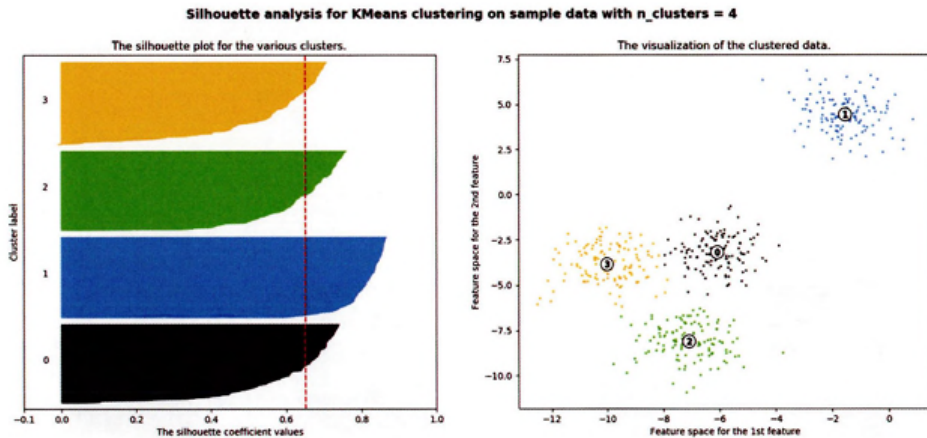 Silhouette analysis for KMeans clustering on sample data with n_clusters = 4
The silhouette plot for the various clusters.
Cluster label
3
2
1
0
−0.1 0.0 0.2 0.4 0.6 0.8 1.0
The silhouette coefficient values
The visualization of the clustered data.
Feature space for the 2nd feature
7.5
5.0
2.5
0.0
−2.5
−5.0
−7.5
−10.0
1
3
0
2
−12 −10 −8 −6 −4 −2 0
Feature space for the 1st feature